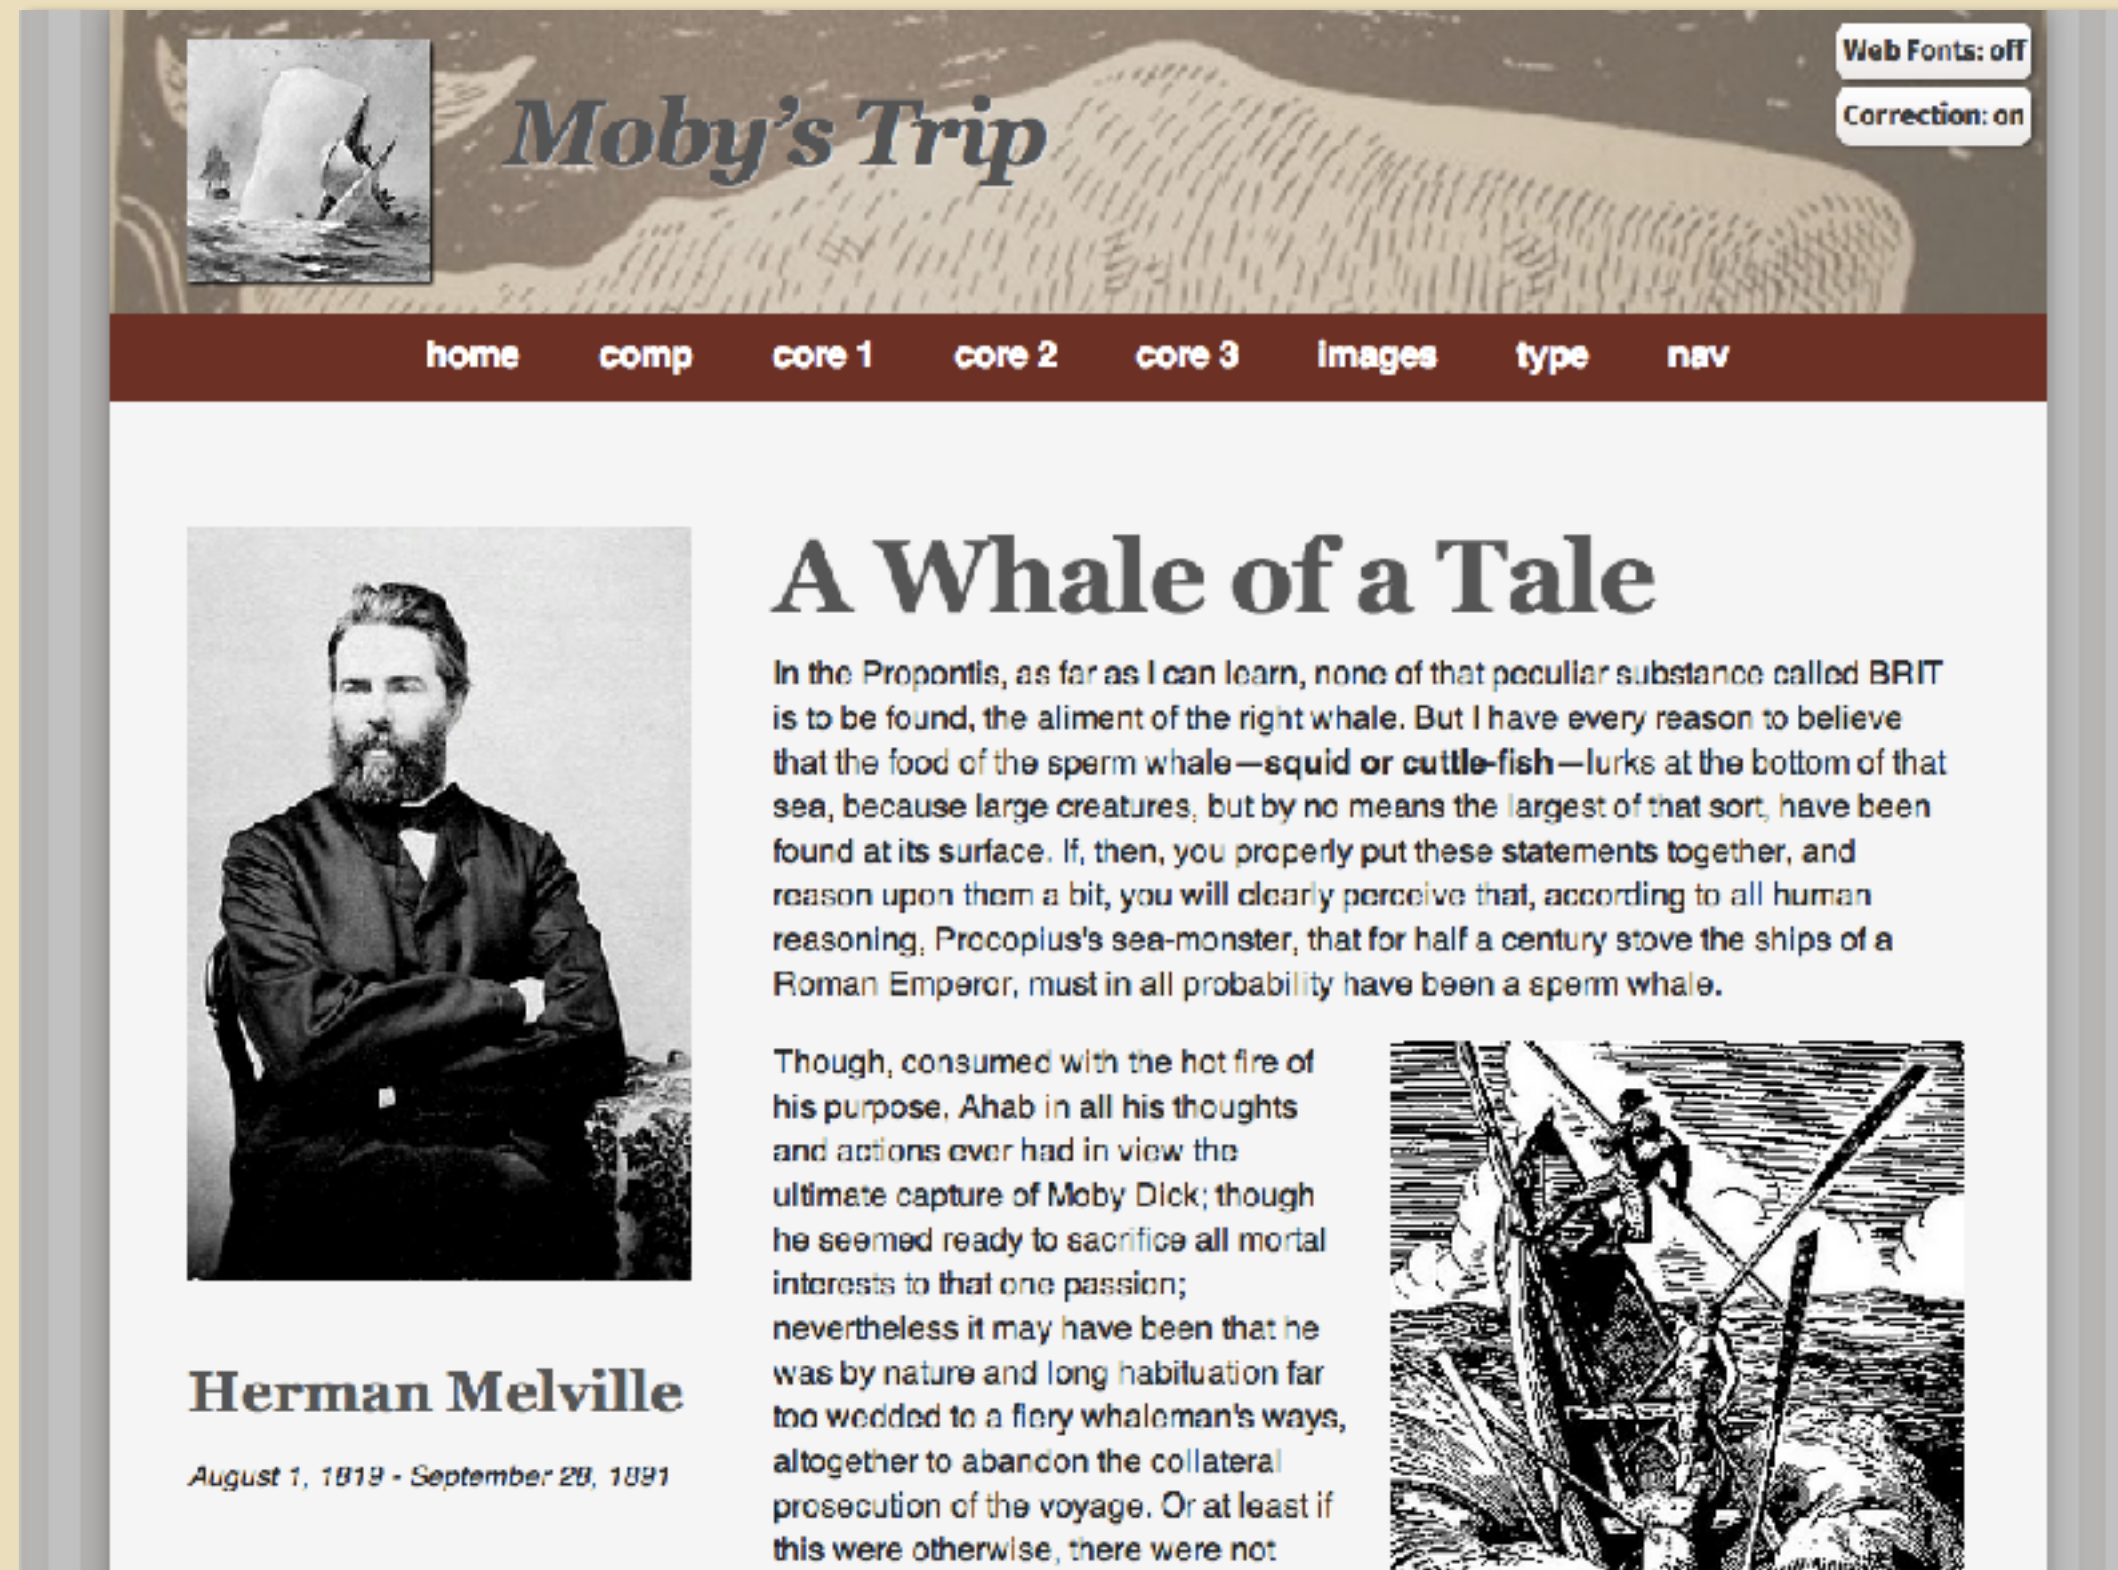 Web Fonts: off
Correction: on
Moby’s Trip
home comp core 1 core 2 core 3 images type nav
A Whale of a Tale
In the Propontis, as far as I can learn, none of that peculiar substance called BRIT
is to be found, the aliment of the right whale. But I have every reason to believe
that the food of the sperm whale—squid or cuttle-fish—lurks at the bottom of that
sea, because large creatures, but by no means the largest of that sort, have been
found at its surface. If, then, you properly put these statements together, and
reason upon them a bit, you will clearly perceive that, according to all human
reasoning, Procopius's sea-monster, that for half a century stove the ships of a
Roman Emperor, must in all probability have been a sperm whale.
Though, consumed with the hot fire of
his purpose, Ahab in all his thoughts
and actions ever had in view the
ultimate capture of Moby Dick; though
he seemed ready to sacrifice all mortal
interests to that one passion;
nevertheless it may have been that he
was by nature and long habituation far
too wedded to a fiery whaleman's ways,
altogether to abandon the collateral
prosecution of the voyage. Or at least if
this were otherwise, there were not
Herman Melville
August 1, 1819 - September 28, 1891